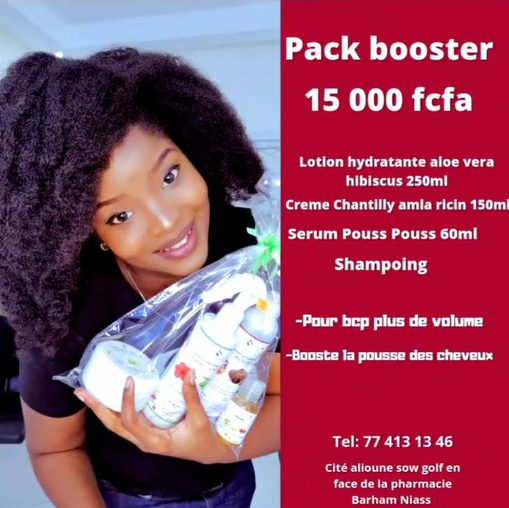 Pack booster
15 000 fcfa
Lotion hydratante aloe vera
hibiscus 250ml
Creme Chantilly amla ricin 150ml
Serum Pouss Pouss 60ml
Shampoing
-Pour bcp plus de volume
-Booste la pousse des cheveux
Tel: 77 413 13 46
Cité alioune sow golf en
face de la pharmacie
Barham Niass